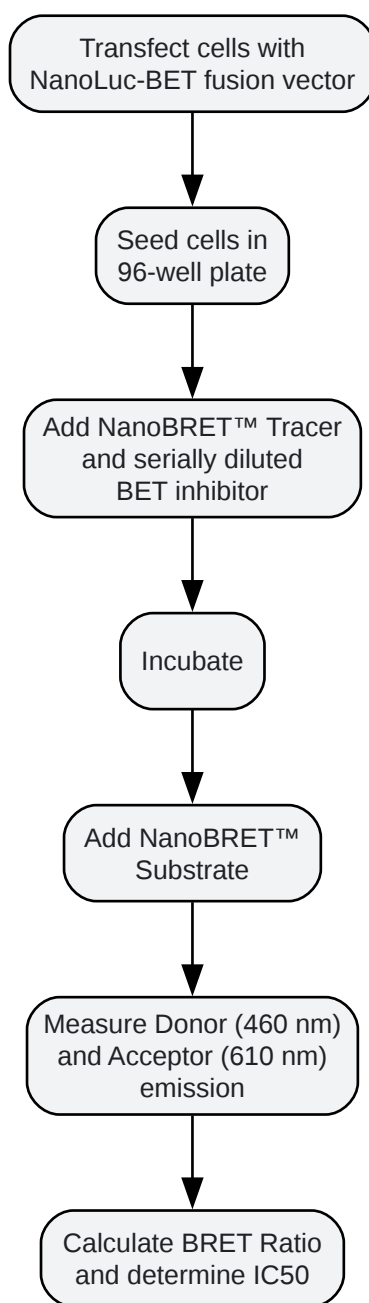 Transfect cells with
NanoLuc-BET fusion vector
Seed cells in
96-well plate
Add NanoBRET™ Tracer
and serially diluted
BET inhibitor
Incubate
Add NanoBRET™
Substrate
Measure Donor (460 nm)
and Acceptor (610 nm)
emission
Calculate BRET Ratio
and determine IC50